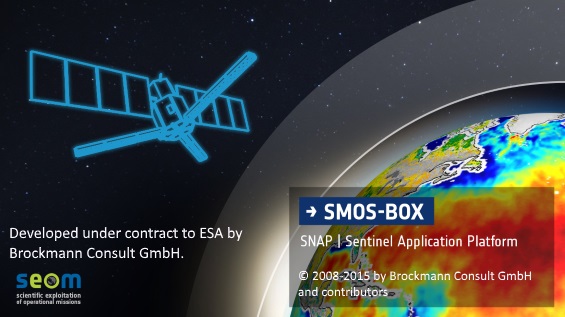 Developed under contract to ESA by
Brockmann Consult GmbH.
seom
scientific exploitation
of operational missions
SMOS-BOX
SNAP | Sentinel Application Platform
© 2008-2015 by Brockmann Consult GmbH
and contributors